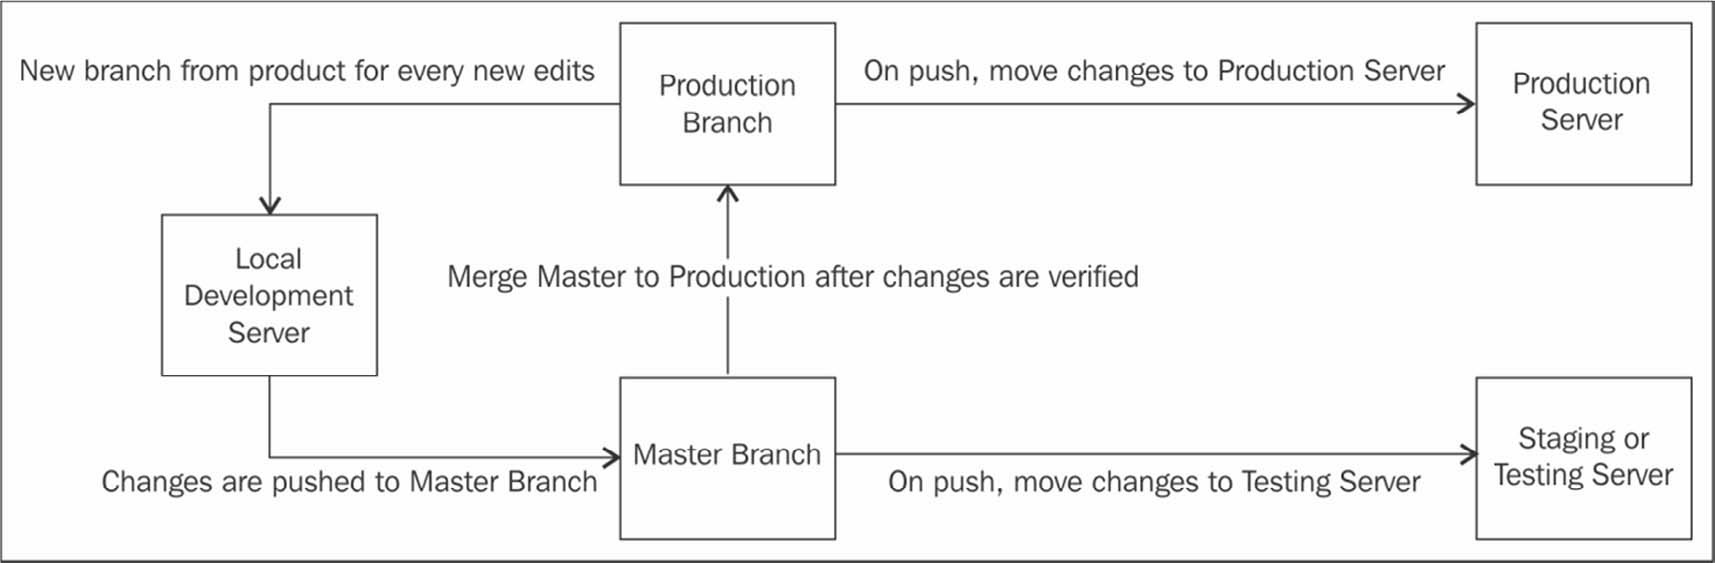 New branch from product for every new edits
Production
Branch
On push, move changes to Production Server
Production
Server
Local
Development
Server
Merge Master to Production after changes are verified
Changes are pushed to Master Branch
Master Branch
On push, move changes to Testing Server
Staging or
Testing Server